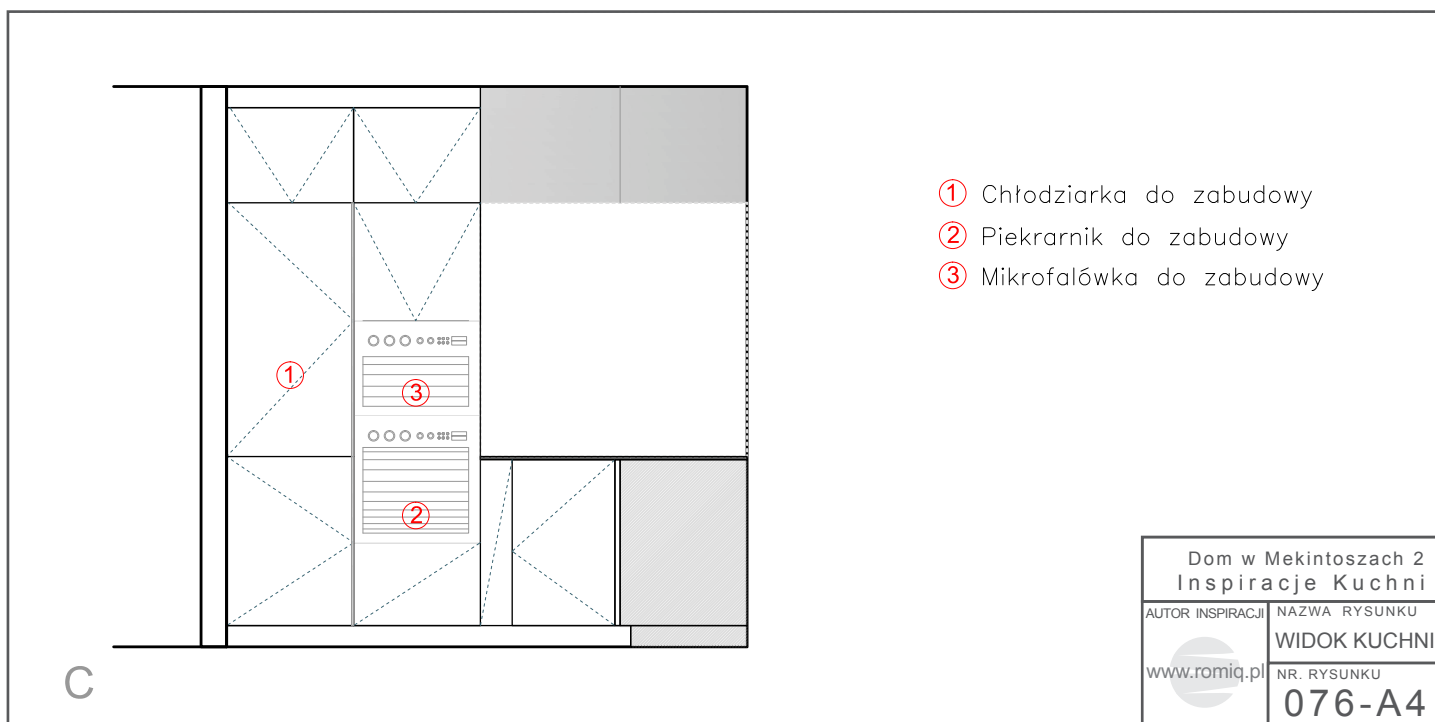 1 Chłodziarka do zabudowy
2 Piekrarnik do zabudowy
3 Mikrofalówka do zabudowy
1
3
2
C
Dom w Mekintoszach 2
Inspiracje Kuchni
AUTOR INSPIRACJI
www.romiq.pl
NAZWA RYSUNKU
WIDOK KUCHNI
NR. RYSUNKU
076-A4